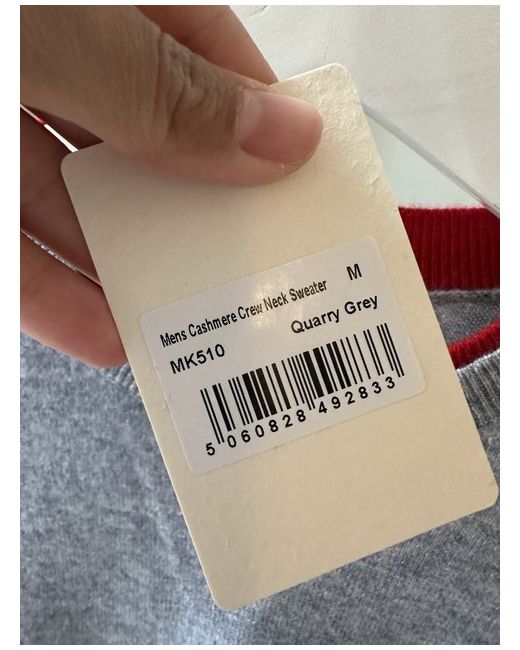 Mens Cashmere Crew Neck Sweater M
MK510 Quarry Grey
5 060828 492833